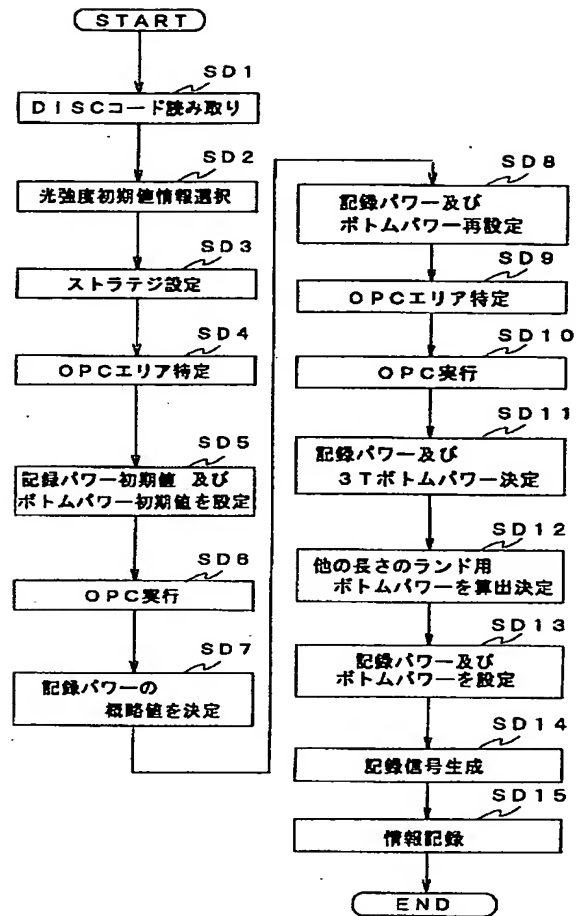 START
SD1
DISCコード読み取り
SD2
光強度初期値情報選択
SD3
ストラテジ設定
SD4
OPCエリア特定
SD5
記録パワー初期値 及び
ボトムパワー初期値を設定
SD6
OPC実行
SD7
記録パワーの
概略値を決定
SD8
記録パワー及び
ボトムパワー再設定
SD9
OPCエリア特定
SD10
OPC実行
SD11
記録パワー及び
3Tボトムパワー決定
SD12
他の長さのランド用
ボトムパワーを算出決定
SD13
記録パワー及び
ボトムパワーを設定
SD14
記録信号生成
SD15
情報記録
END